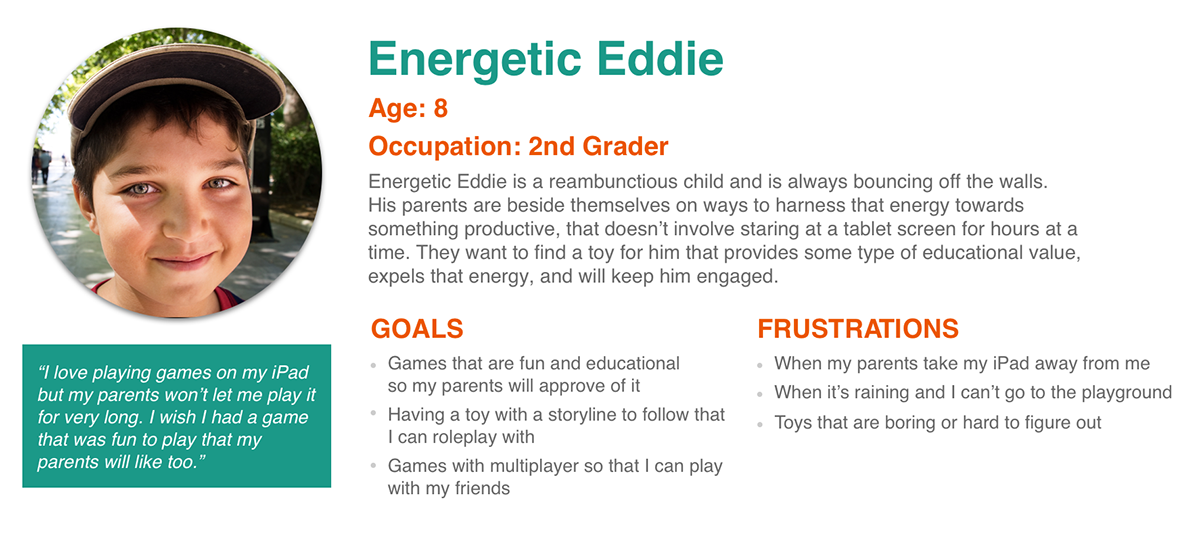 Energetic Eddie
Age: 8
Occupation: 2nd Grader
Energetic Eddie is a reambunctious child and is always bouncing off the walls.
His parents are beside themselves on ways to harness that energy towards
something productive, that doesn’t involve staring at a tablet screen for hours at a
time. They want to find a toy for him that provides some type of educational value,
expels that energy, and will keep him engaged.
“I love playing games on my iPad
but my parents won’t let me play it
for very long. I wish I had a game
that was fun to play that my
parents will like too.”
GOALS
• Games that are fun and educational
so my parents will approve of it
• Having a toy with a storyline to follow that
I can roleplay with
• Games with multiplayer so that I can play
with my friends
FRUSTRATIONS
• When my parents take my iPad away from me
• When it’s raining and I can’t go to the playground
• Toys that are boring or hard to figure out